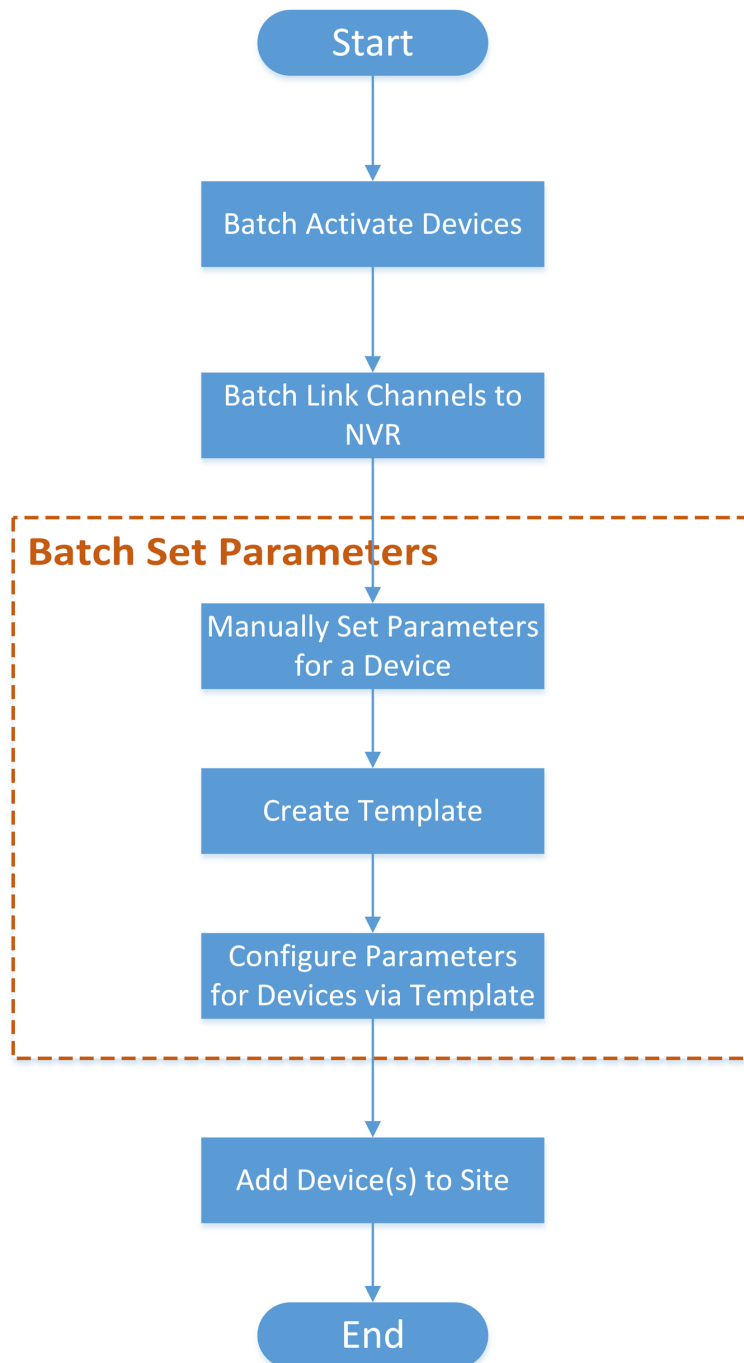 Start
Batch Activate Devices
Batch Link Channels to
NVR
Batch Set Parameters
Manually Set Parameters
for a Device
Create Template
Configure Parameters
for Devices via Template
Add Device(s) to Site
End